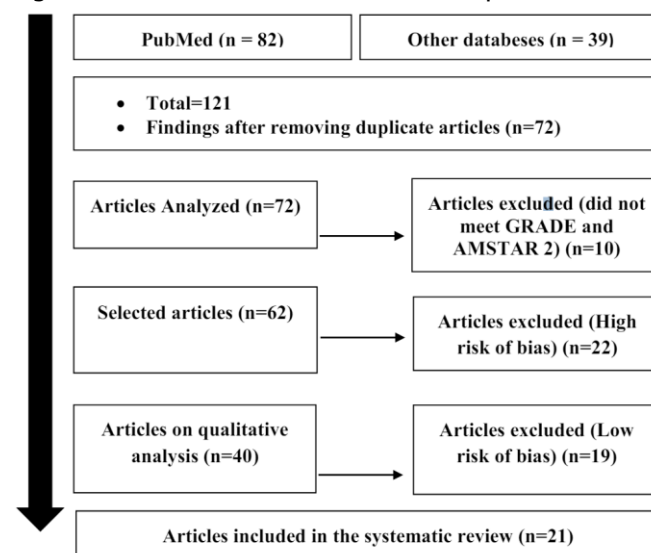 PubMed (n = 82)
Other databeses (n = 39)
• Total=121
• Findings after removing duplicate articles (n=72)
Articles Analyzed (n=72)
Articles excluded (did not
meet GRADE and
AMSTAR 2) (n=10)
Selected articles (n=62)
Articles excluded (High
risk of bias) (n=22)
Articles on qualitative
analysis (n=40)
Articles excluded (Low
risk of bias) (n=19)
Articles included in the systematic review (n=21)